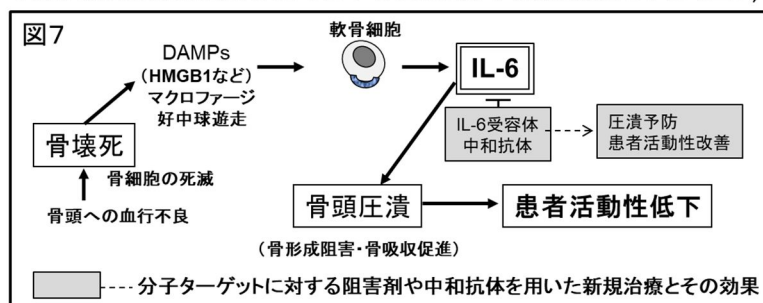 図7
DAMPs
（HMGB1など）
マクロファージ
好中球遊走
軟骨細胞
IL-6
IL-6受容体
中和抗体
圧潰予防
患者活動性改善
骨壊死
骨細胞の死滅
骨頭への血行不良
骨頭圧潰
（骨形成阻害・骨吸収促進）
患者活動性低下
分子ターゲットに対する阻害剤や中和抗体を用いた新規治療とその効果